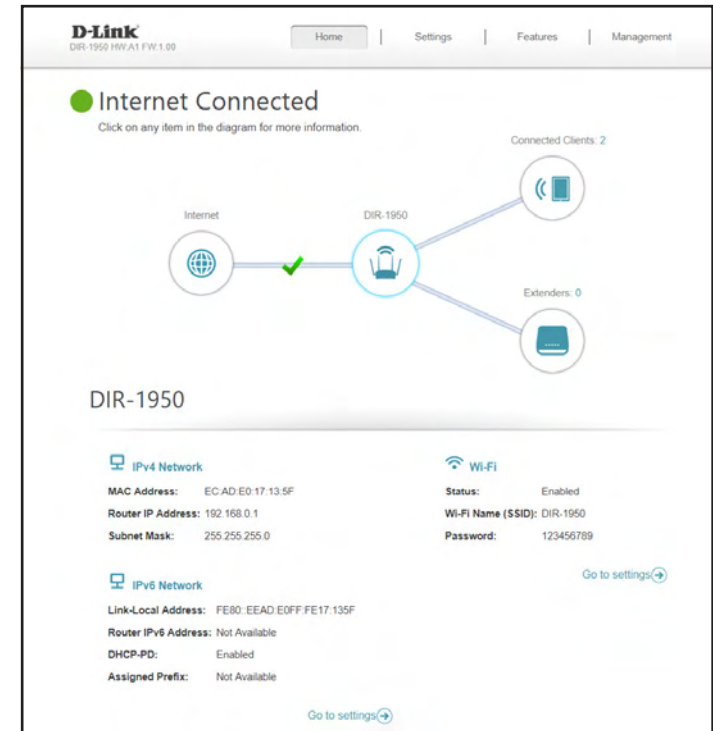 D-Link
DIR-1950 HW:A1 FW:1.00
Home | Settings | Features | Management
Internet Connected
Click on any item in the diagram for more information.
Connected Clients: 2
Internet
DIR-1950
Extenders: 0
DIR-1950
IPv4 Network
MAC Address: EC:AD:E0:17:13:5F
Router IP Address: 192.168.0.1
Subnet Mask: 255.255.255.0
Wi-Fi
Status: Enabled
Wi-Fi Name (SSID): DIR-1950
Password: 123456789
Go to settings
IPv6 Network
Link-Local Address: FE80::EEAD:E0FF:FE17:135F
Router IPv6 Address: Not Available
DHCP-PD: Enabled
Assigned Prefix: Not Available
Go to settings